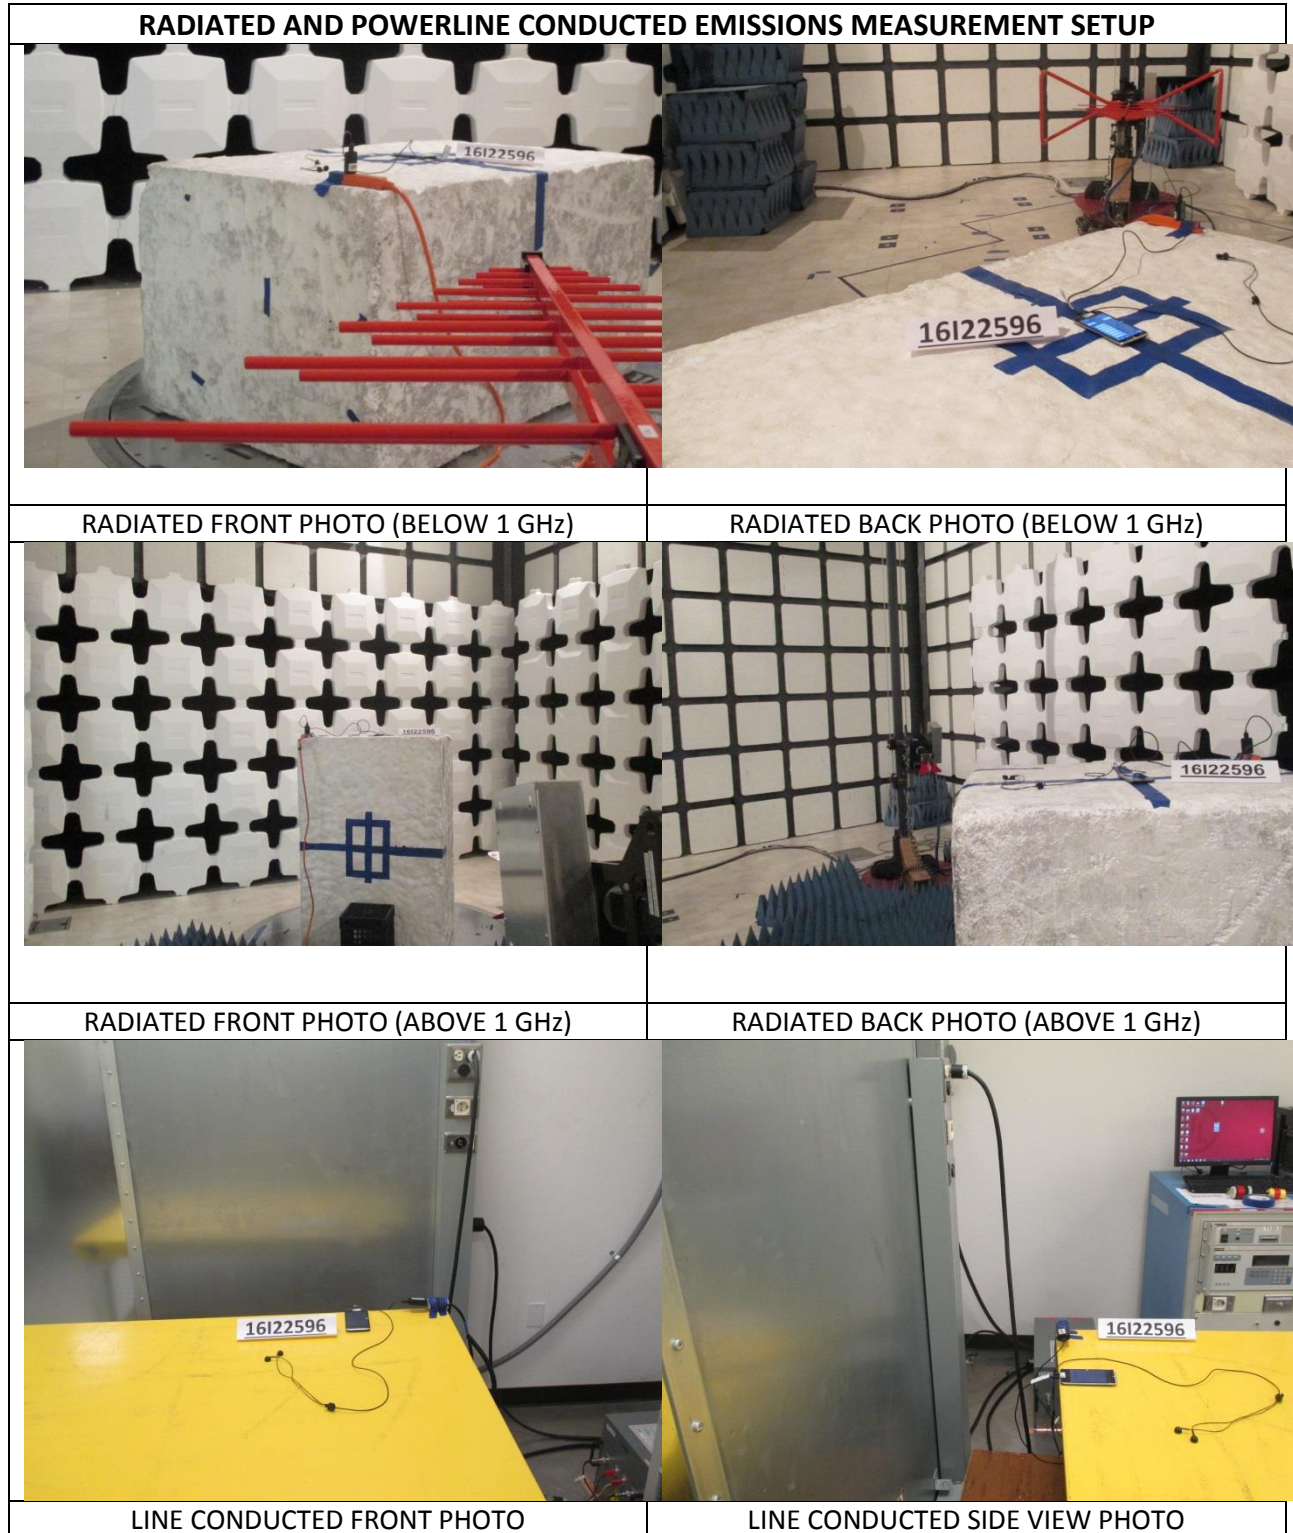 RADIATED AND POWERLINE CONDUCTED EMISSIONS MEASUREMENT SETUP
16I22596
16I22596
RADIATED FRONT PHOTO (BELOW 1 GHz)
RADIATED BACK PHOTO (BELOW 1 GHz)
16I22596
16I22596
RADIATED FRONT PHOTO (ABOVE 1 GHz)
RADIATED BACK PHOTO (ABOVE 1 GHz)
16I22596
16I22596
LINE CONDUCTED FRONT PHOTO
LINE CONDUCTED SIDE VIEW PHOTO